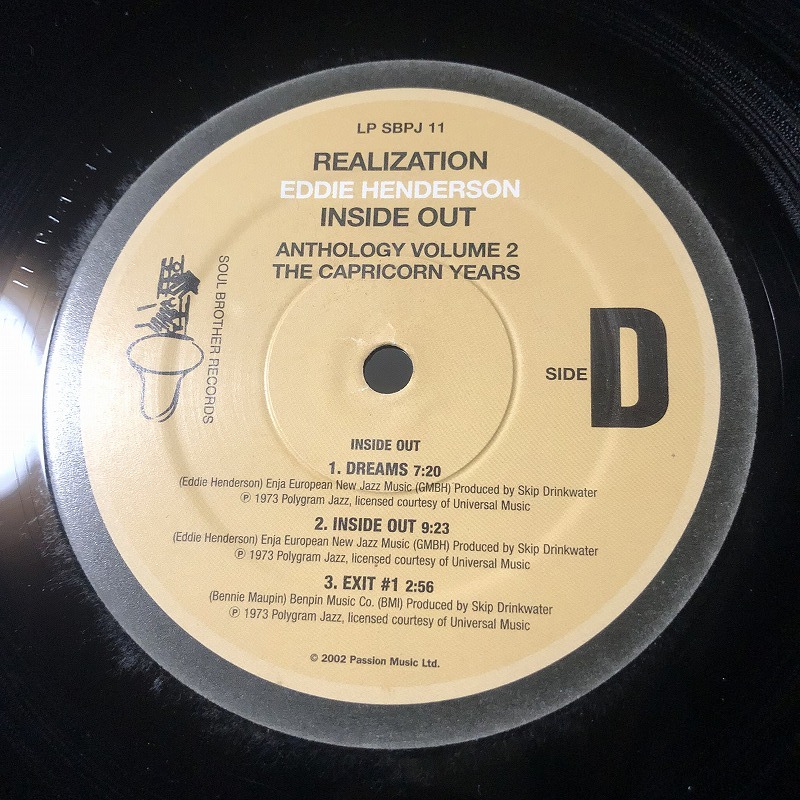 LP SBPJ 11
REALIZATION
EDDIE HENDERSON
INSIDE OUT
ANTHOLOGY VOLUME 2
THE CAPRICORN YEARS
SOUL BROTHER RECORDS
SIDE D
INSIDE OUT
1. DREAMS 7:20
(Eddie Henderson) Enja European New Jazz Music (GMBH) Produced by Skip Drinkwater
℗ 1973 Polygram Jazz, licensed courtesy of Universal Music
2. INSIDE OUT 9:23
(Eddie Henderson) Enja European New Jazz Music (GMBH) Produced by Skip Drinkwater
℗ 1973 Polygram Jazz, licensed courtesy of Universal Music
3. EXIT #1 2:56
(Bennie Maupin) Benpin Music Co. (BMI) Produced by Skip Drinkwater
℗ 1973 Polygram Jazz, licensed courtesy of Universal Music
© 2002 Passion Music Ltd.